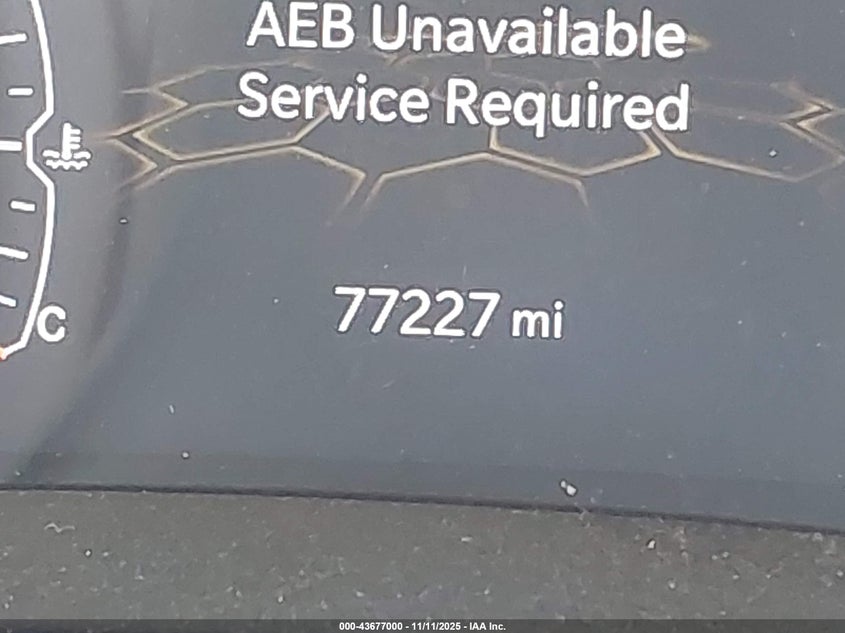 AEB Unavailable
Service Required
77227 mi
C
000-43677000 - 11/11/2025 - IAA Inc.